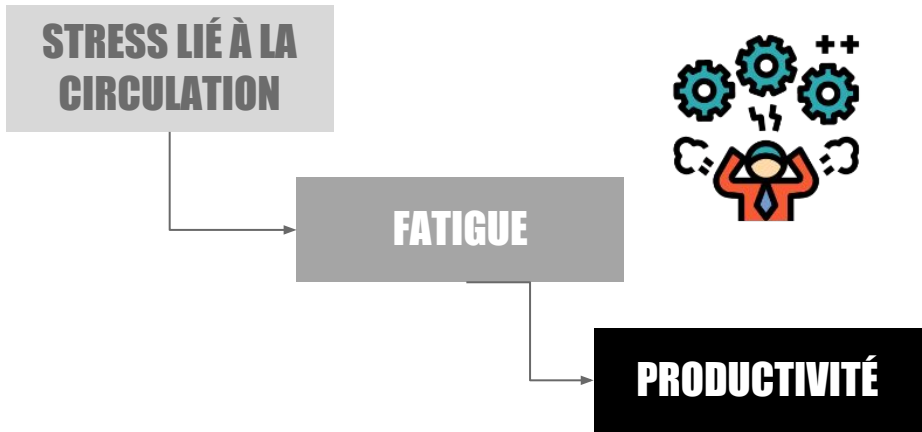 STRESS LIÉ À LA
CIRCULATION
++
FATIGUE
PRODUCTIVITÉ